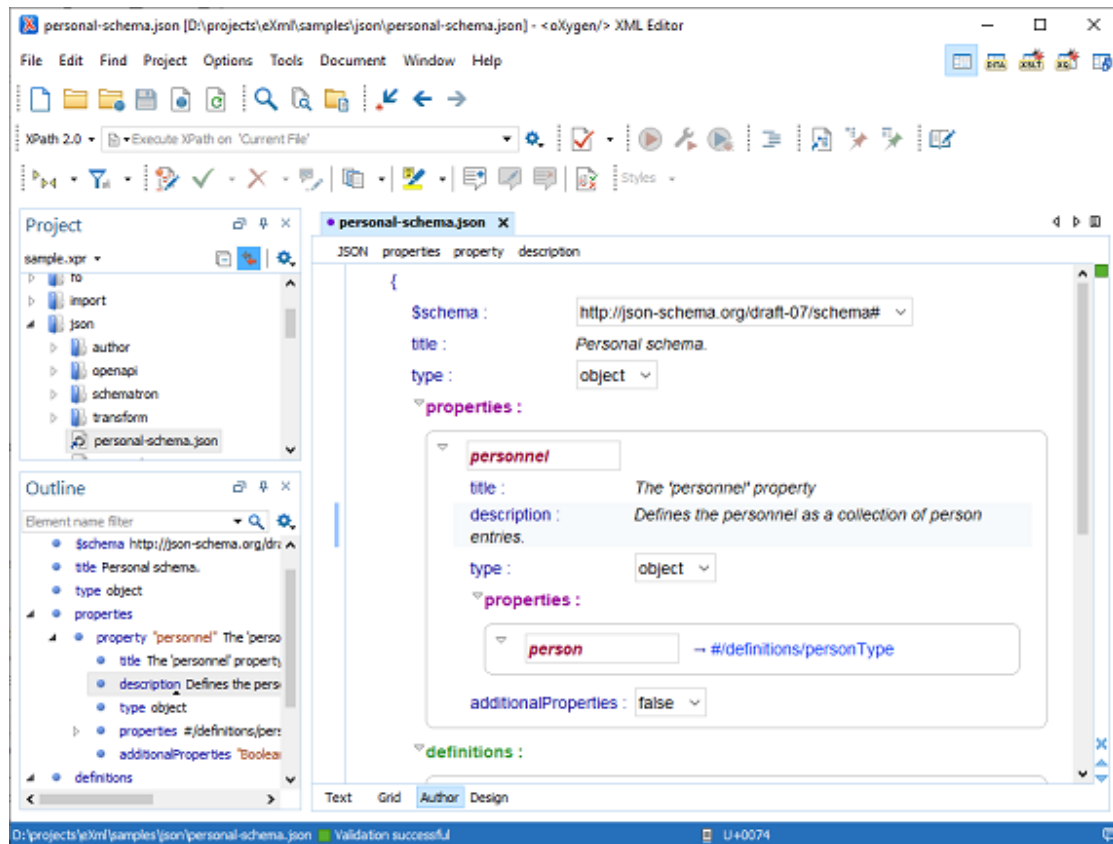 personal-schema.json [D:\projects\eXml\samples\json\personal-schema.json] - <oXygen/> XML Editor
File Edit Find Project Options Tools Document Window Help
XPath 2.0 Execute XPath on 'Current File'
Styles
Project
sample.xpr
fo
import
json
author
openapi
schematron
transform
personal-schema.json
Outline
Element name filter
$schema http://json-schema.org/dra
title Personal schema.
type object
properties
property "personnel" The 'perso
title The 'personnel' property
description Defines the pers
type object
properties #/definitions/pers
additionalProperties "Boolea
definitions
personal-schema.json
JSON properties property description
{
$schema : http://json-schema.org/draft-07/schema#
title : Personal schema.
type : object
properties :
personnel
title : The 'personnel' property
description : Defines the personnel as a collection of person
entries.
type : object
properties :
person → #/definitions/personType
additionalProperties : false
definitions :
Text Grid Author Design
D:\projects\eXml\samples\json\personal-schema.json Validation successful U+0074